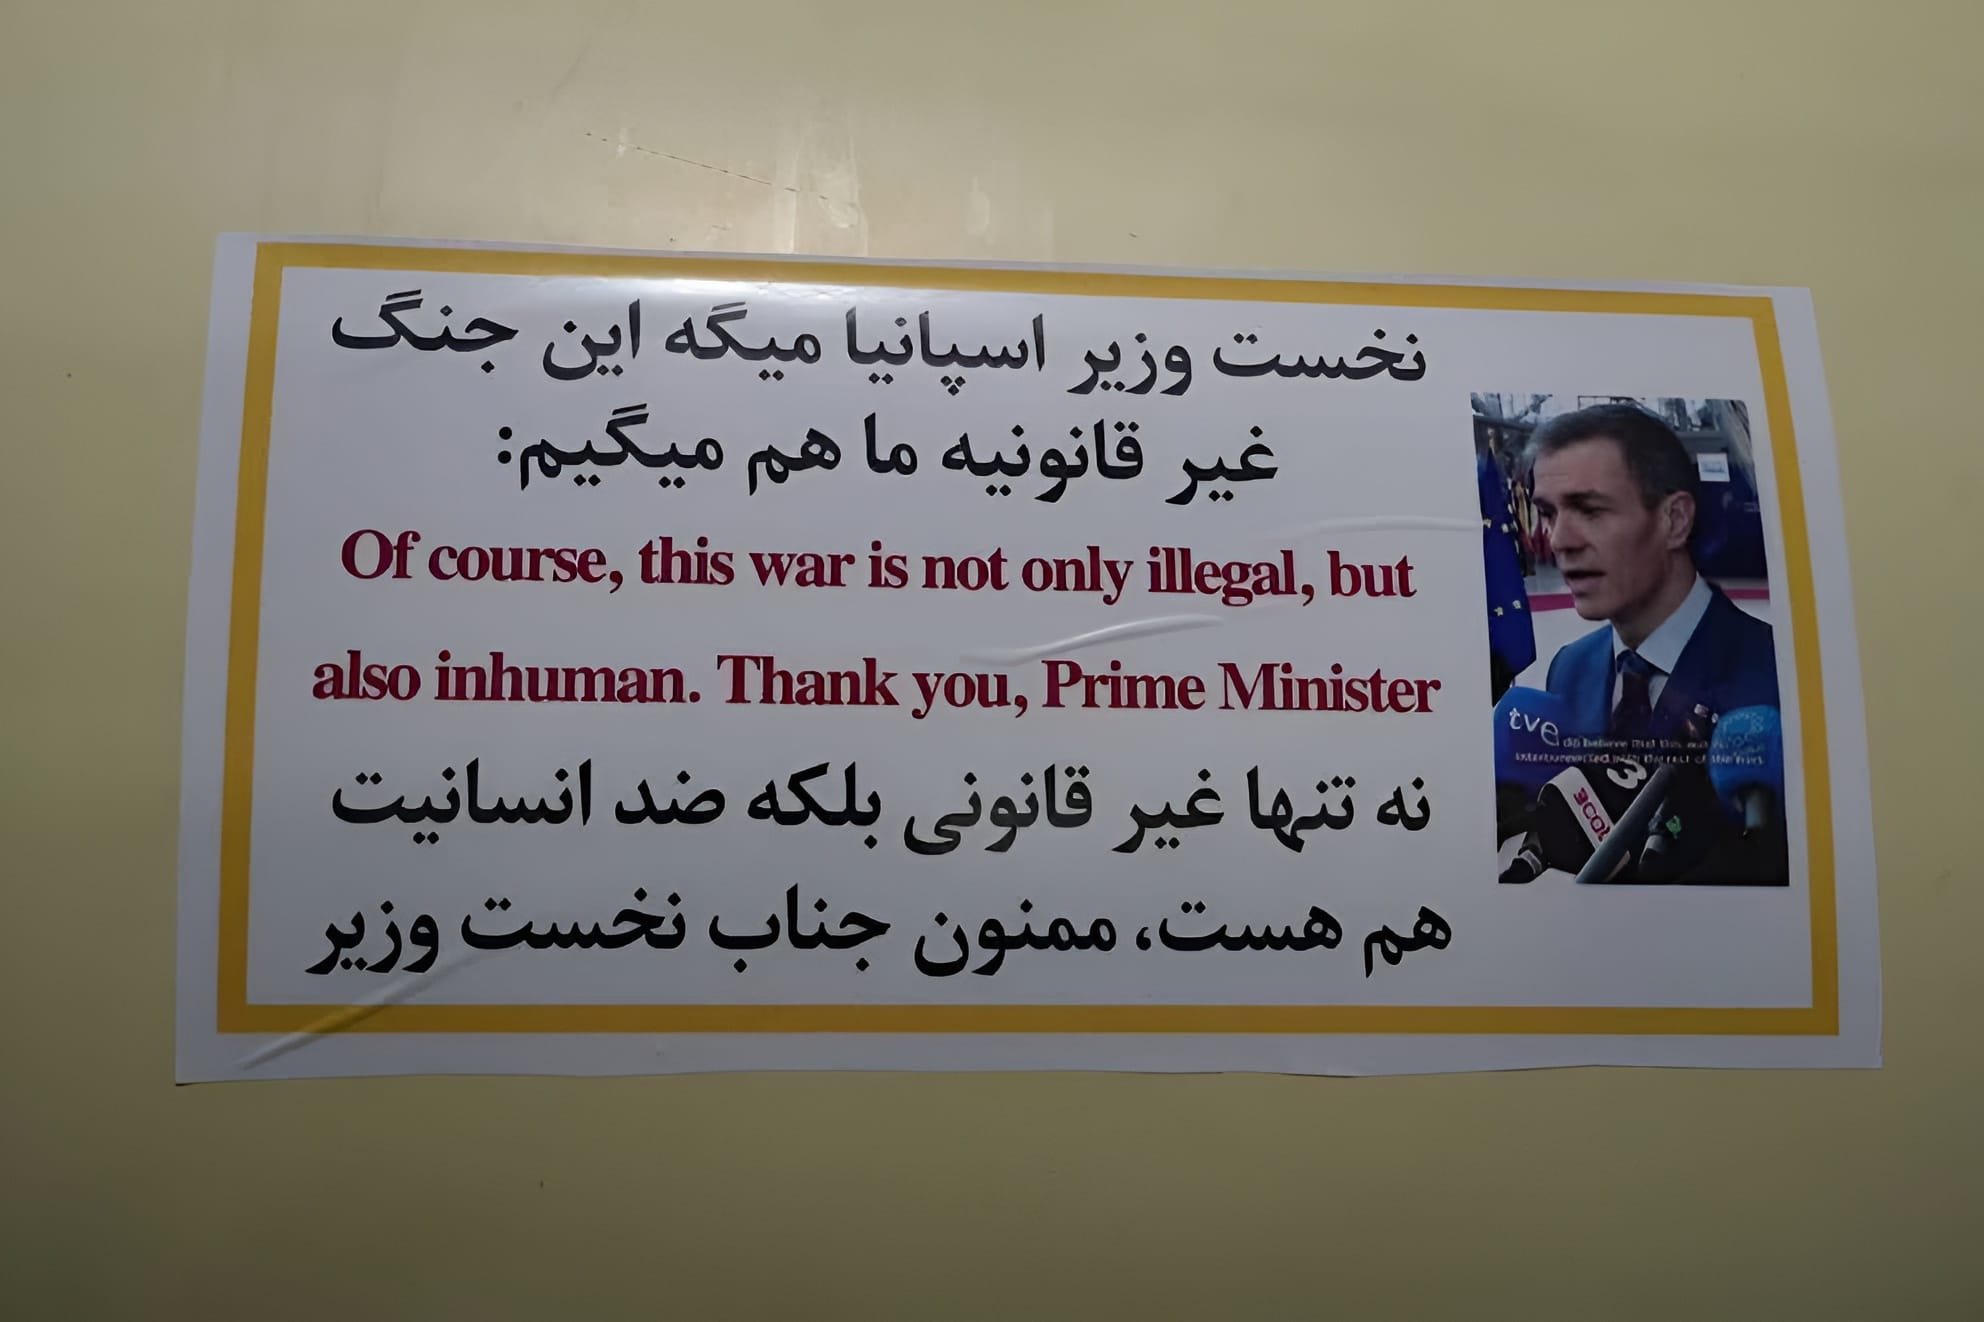 نخست وزیر اسپانیا میگه این جنگ
غیر قانونیه ما هم میگیم:
Of course, this war is not only illegal, but
also inhuman. Thank you, Prime Minister
نه تنها غیر قانونی بلکه ضد انسانیت
هم هست، ممنون جناب نخست وزیر
tve
3